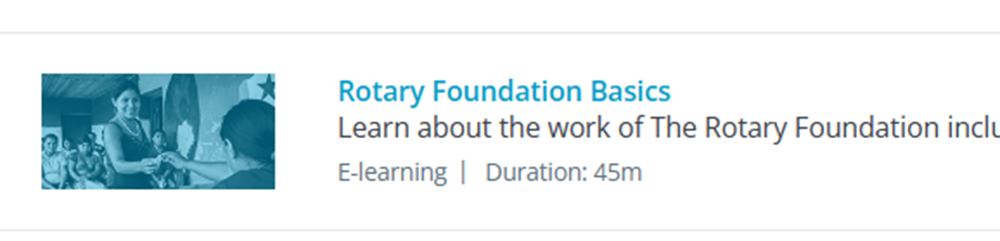 Rotary Foundation Basics
Learn about the work of The Rotary Foundation
E-learning | Duration: 45m